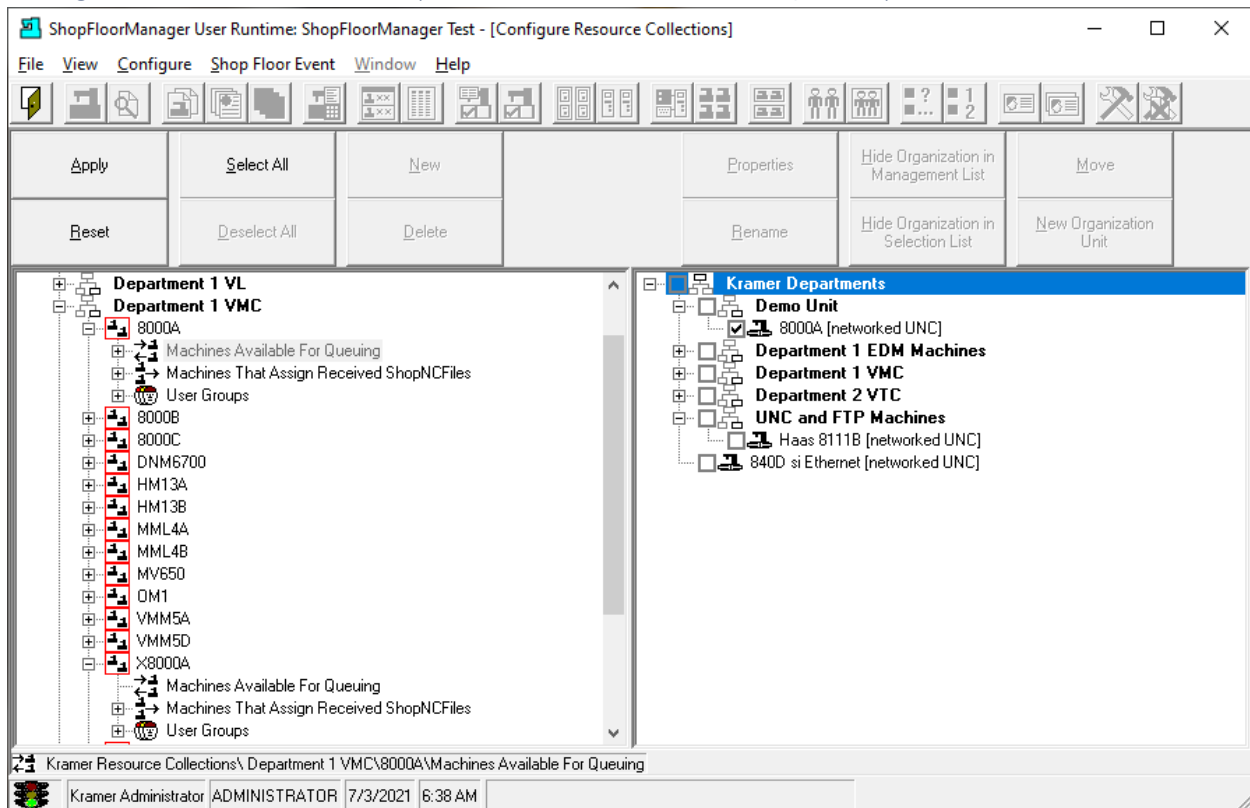 ShopFloorManager User Runtime: ShopFloorManager Test - [Configure Resource Collections]
File View Configure Shop Floor Event Window Help
Apply Select All New Properties Hide Organization in Management List Move
Reset Deselect All Delete Rename Hide Organization in Selection List New Organization Unit
Department 1 VL
Department 1 VMC
8000A
Machines Available For Queuing
Machines That Assign Received ShopNCFiles
User Groups
8000B
8000C
DNM6700
HM13A
HM13B
MML4A
MML4B
MV650
OM1
VMM5A
VMM5D
X8000A
Machines Available For Queuing
Machines That Assign Received ShopNCFiles
User Groups
Kramer Departments
Demo Unit
8000A [networked UNC]
Department 1 EDM Machines
Department 1 VMC
Department 2 VTC
UNC and FTP Machines
Haas 8111B [networked UNC]
840D si Ethernet [networked UNC]
Kramer Resource Collections\ Department 1 VMC\8000A\Machines Available For Queuing
Kramer Administrator ADMINISTRATOR 7/3/2021 6:38 AM